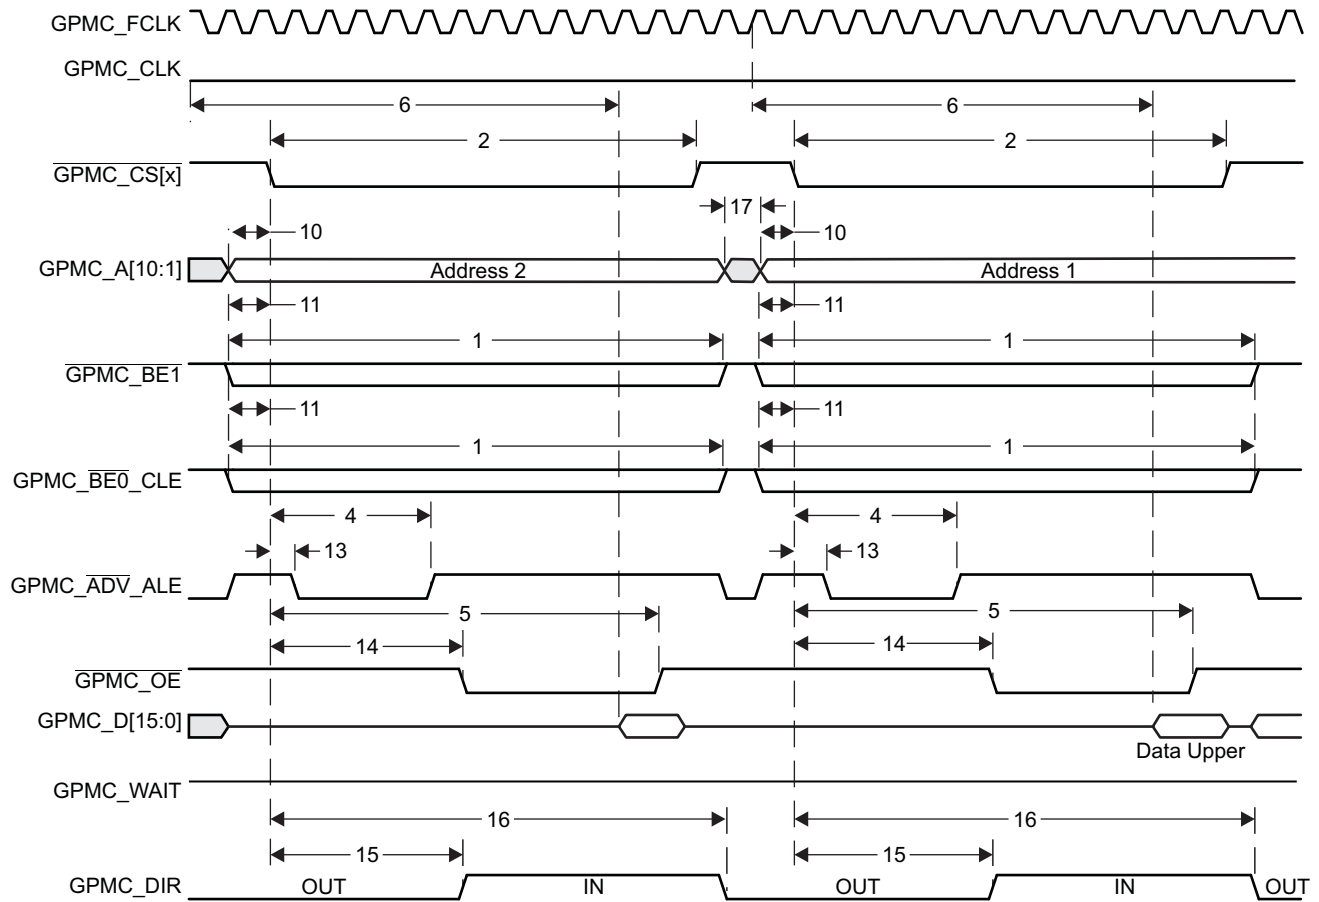 GPMC_FCLK
GPMC_CLK
6 6
2 2
GPMC_CS[x]
17
10 10
GPMC_A[10:1] Address 2 Address 1
11 11
1 1
GPMC_BE1
11 11
1 1
GPMC_BE0_CLE
4 4
13 13
GPMC_ADV_ALE
5 5
14 14
GPMC_OE
GPMC_D[15:0]
Data Upper
GPMC_WAIT
16 16
15 15
GPMC_DIR OUT IN OUT IN OUT